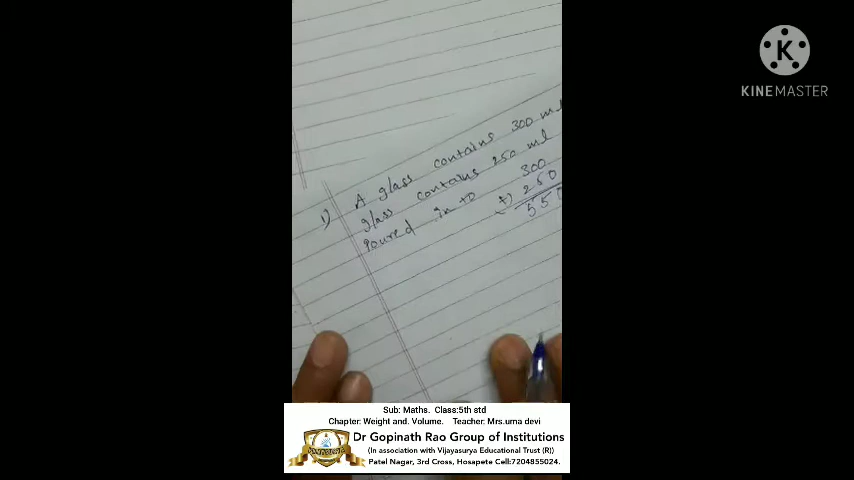 KINEMASTER
1) A glass contains 300 ml
glass contains 250 ml
Poured in to
300
(+) 250
550
Sub: Maths. Class:5th std
Chapter: Weight and. Volume. Teacher: Mrs.uma devi
Dr Gopinath Rao Group of Institutions
(In association with Vijayasurya Educational Trust (R))
Patel Nagar, 3rd Cross, Hosapete Cell:7204855024.